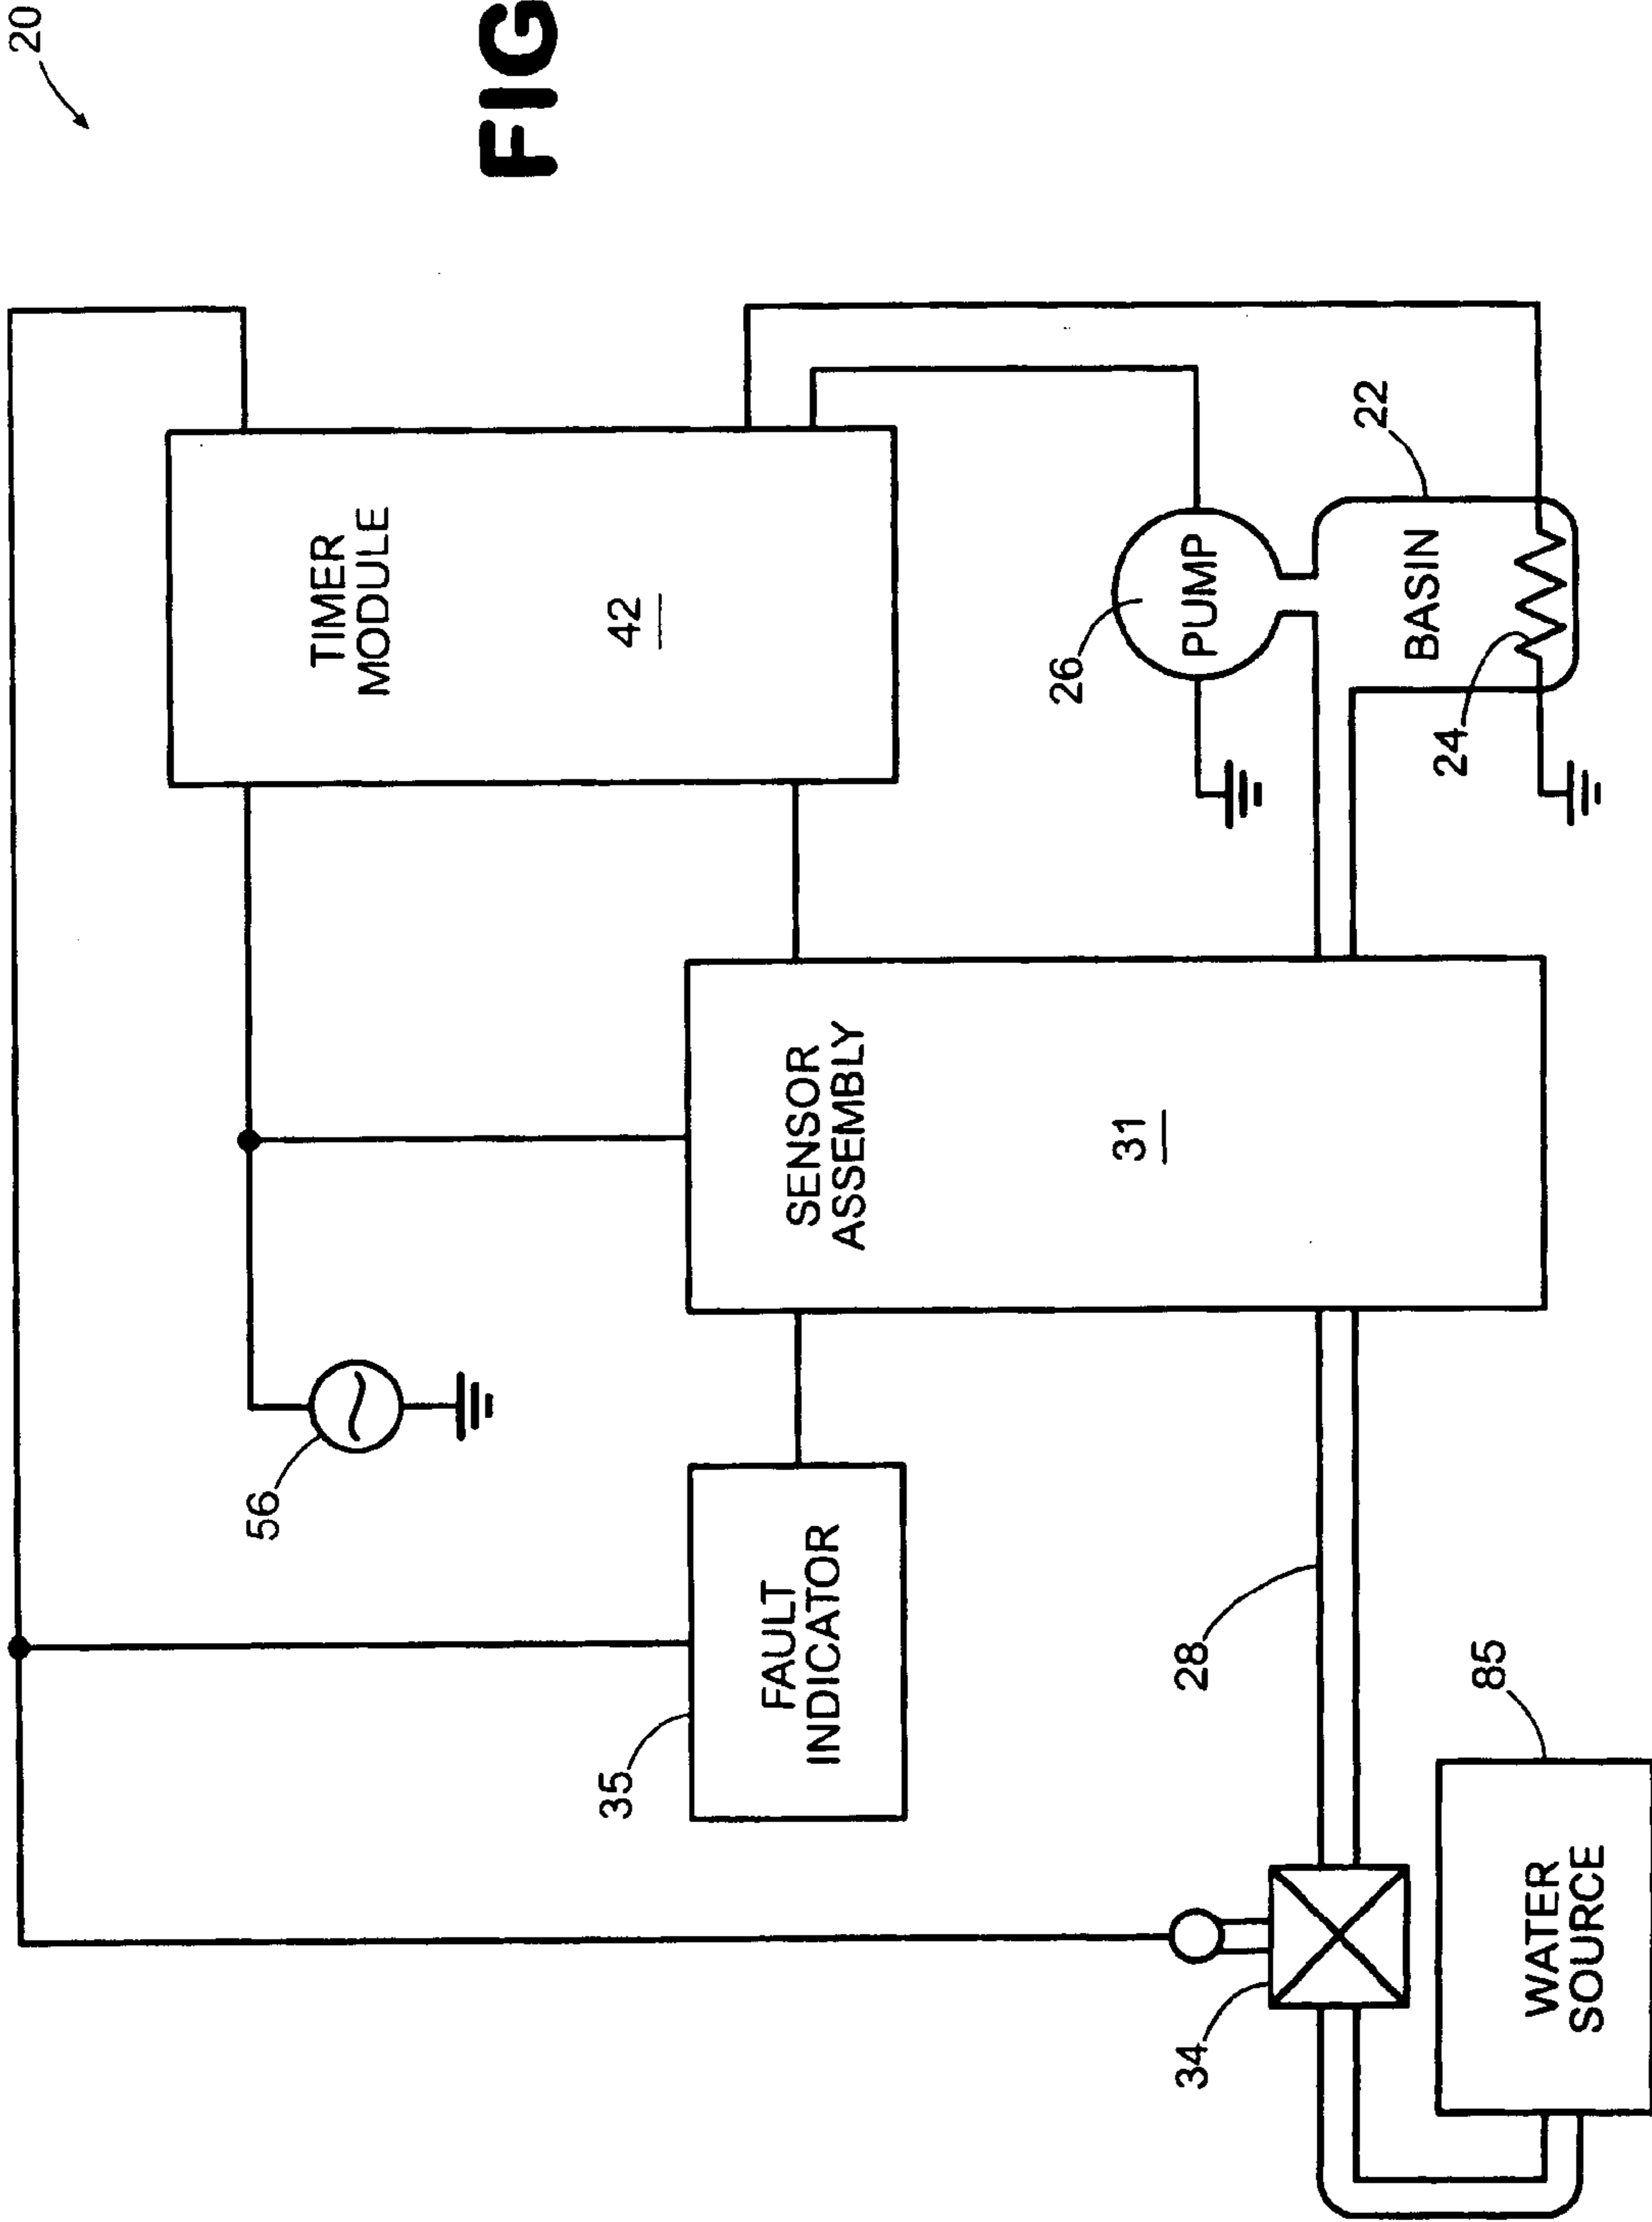 20
FIG
TIMER
MODULE
42
56
SENSOR
ASSEMBLY
31
FAULT
INDICATOR
35
26
PUMP
22
BASIN
24
28
34
85
WATER
SOURCE